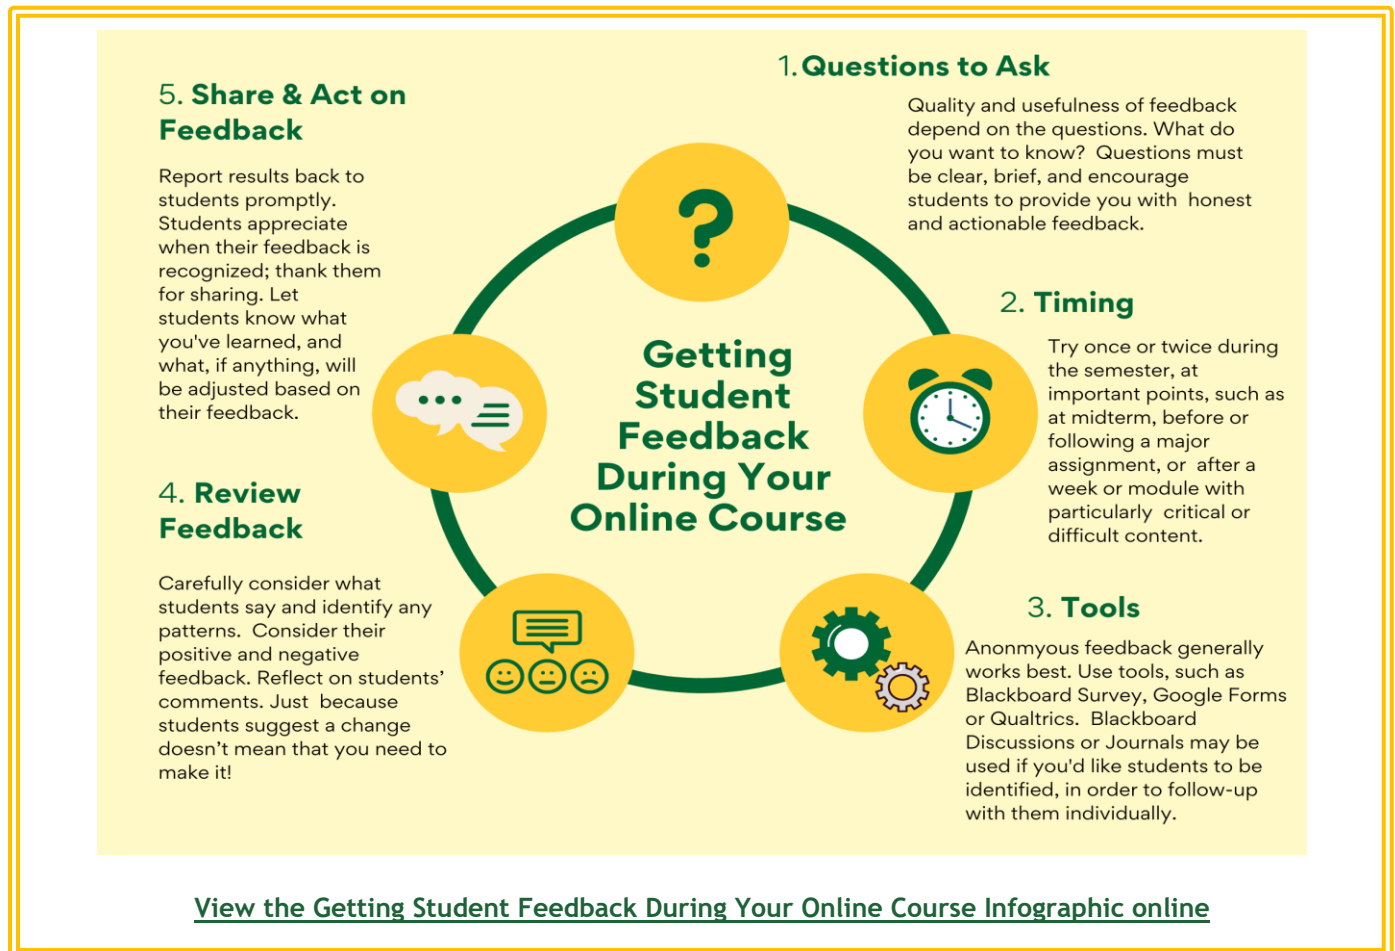 1. Questions to Ask
Quality and usefulness of feedback
depend on the questions. What do
you want to know? Questions must
be clear, brief, and encourage
students to provide you with honest
and actionable feedback.
2. Timing
Try once or twice during
the semester, at
important points, such as
at midterm, before or
following a major
assignment, or after a
week or module with
particularly critical or
difficult content.
3. Tools
Anonmyous feedback generally
works best. Use tools, such as
Blackboard Survey, Google Forms
or Qualtrics. Blackboard
Discussions or Journals may be
used if you'd like students to be
identified, in order to follow-up
with them individually.
4. Review
Feedback
Carefully consider what
students say and identify any
patterns. Consider their
positive and negative
feedback. Reflect on students’
comments. Just because
students suggest a change
doesn’t mean that you need to
make it!
5. Share & Act on
Feedback
Report results back to
students promptly.
Students appreciate
when their feedback is
recognized; thank them
for sharing. Let
students know what
you've learned, and
what, if anything, will
be adjusted based on
their feedback.
?
Getting
Student
Feedback
During Your
Online Course
View the Getting Student Feedback During Your Online Course Infographic online